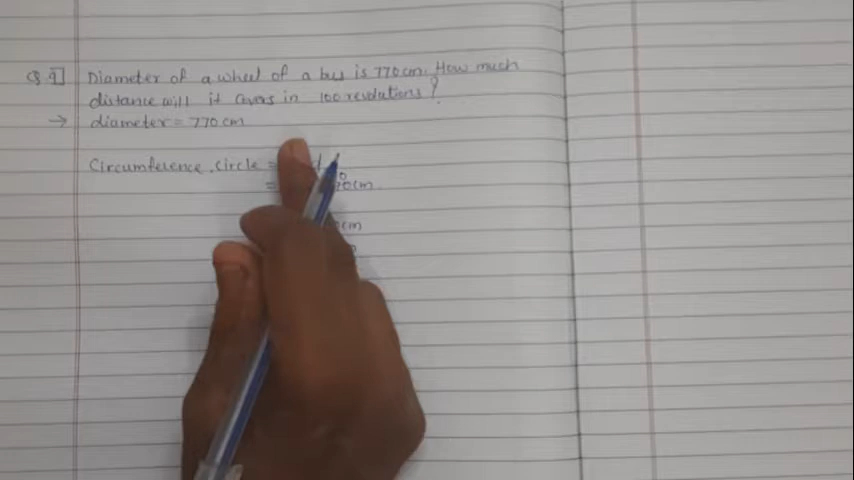 Q.9] Diameter of a wheel of a bus is 770 cm. How much
distance will it covers in 100 revolutions?
→ diameter = 770 cm
Circumference . circle = d
=
cm